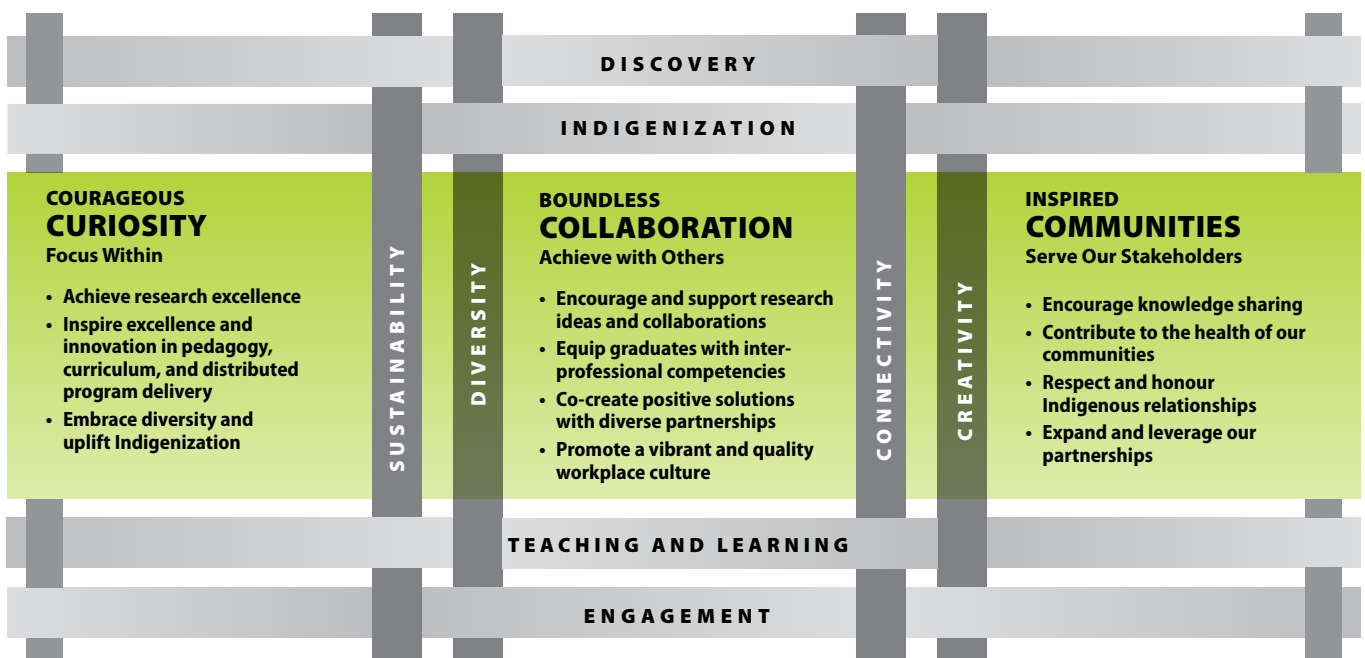 DISCOVERY
INDIGENIZATION
COURAGEOUS
CURIOSITY
Focus Within
• Achieve research excellence
• Inspire excellence and
innovation in pedagogy,
curriculum, and distributed
program delivery
• Embrace diversity and
uplift Indigenization
SUSTAINABILITY
DIVERSITY
BOUNDLESS
COLLABORATION
Achieve with Others
• Encourage and support research
ideas and collaborations
• Equip graduates with inter-
professional competencies
• Co-create positive solutions
with diverse partnerships
• Promote a vibrant and quality
workplace culture
CONNECTIVITY
CREATIVITY
INSPIRED
COMMUNITIES
Serve Our Stakeholders
• Encourage knowledge sharing
• Contribute to the health of our
communities
• Respect and honour
Indigenous relationships
• Expand and leverage our
partnerships
TEACHING AND LEARNING
ENGAGEMENT